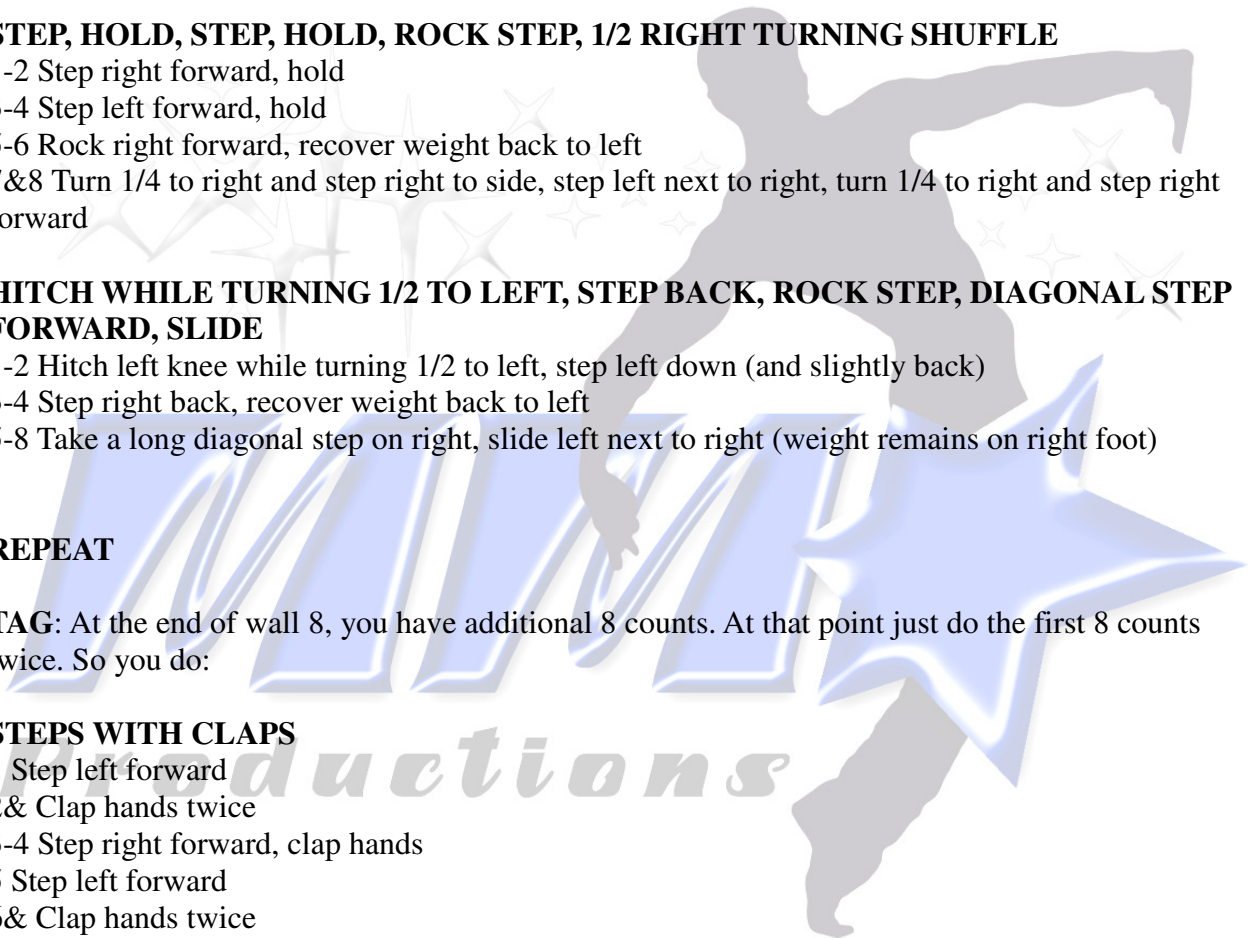 STEP, HOLD, STEP, HOLD, ROCK STEP, 1/2 RIGHT TURNING SHUFFLE
-2 Step right forward, hold
-4 Step left forward, hold
-6 Rock right forward, recover weight back to left
&8 Turn 1/4 to right and step right to side, step left next to right, turn 1/4 to right and step right
forward
HITCH WHILE TURNING 1/2 TO LEFT, STEP BACK, ROCK STEP, DIAGONAL STEP
FORWARD, SLIDE
-2 Hitch left knee while turning 1/2 to left, step left down (and slightly back)
-4 Step right back, recover weight back to left
-8 Take a long diagonal step on right, slide left next to right (weight remains on right foot)
REPEAT
TAG: At the end of wall 8, you have additional 8 counts. At that point just do the first 8 counts
twice. So you do:
MM
STEPS WITH CLAPS
Productions
Step left forward
& Clap hands twice
-4 Step right forward, clap hands
5 Step left forward
6& Clap hands twice